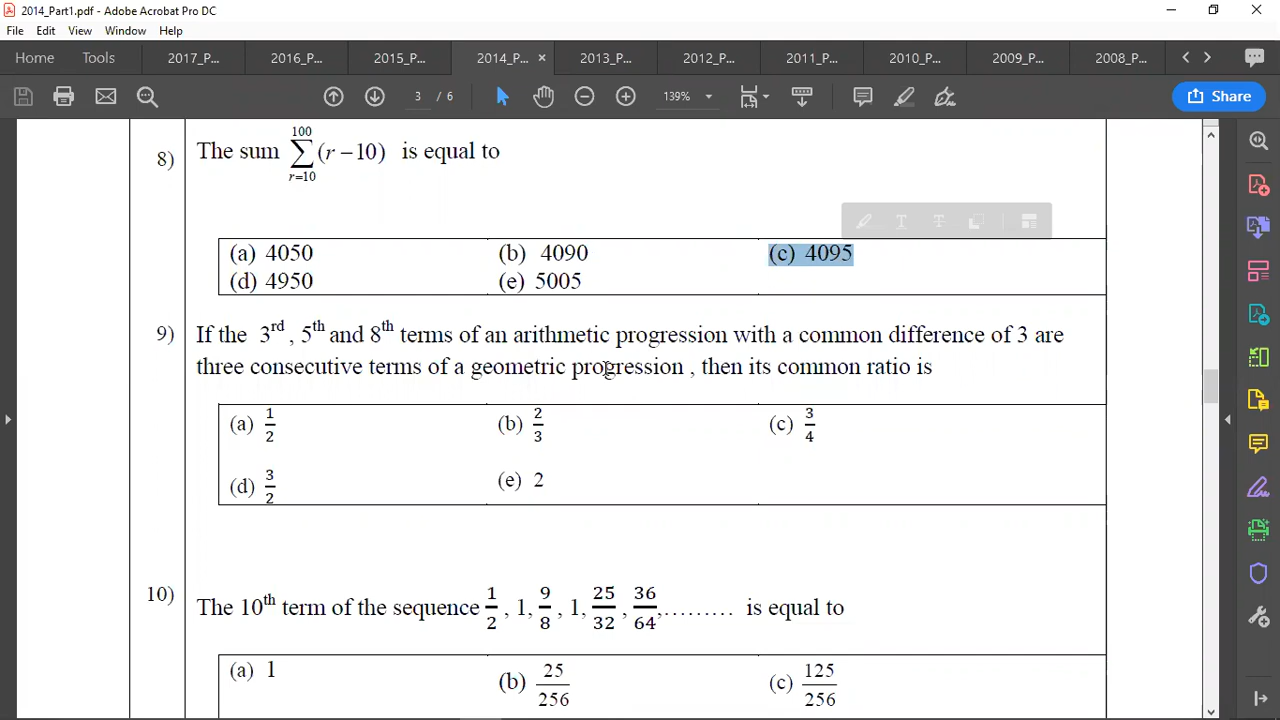 2014_Part1.pdf - Adobe Acrobat Pro DC
File Edit View Window Help
Home Tools 2017_P... 2016_P... 2015_P... 2014_P... × 2013_P... 2012_P... 2011_P... 2010_P... 2009_P... 2008_P...
3 / 6 139% Share
8) The sum \sum_{r=10}^{100} (r – 10) is equal to
(a) 4050 (b) 4090 (c) 4095
(d) 4950 (e) 5005
9) If the 3rd , 5th and 8th terms of an arithmetic progression with a common difference of 3 are
three consecutive terms of a geometric progression , then its common ratio is
(a) 1/2 (b) 2/3 (c) 3/4
(d) 3/2 (e) 2
10) The 10th term of the sequence 1/2 , 1, 9/8 , 1, 25/32 , 36/64 ,......... is equal to
(a) 1 (b) 25/256 (c) 125/256